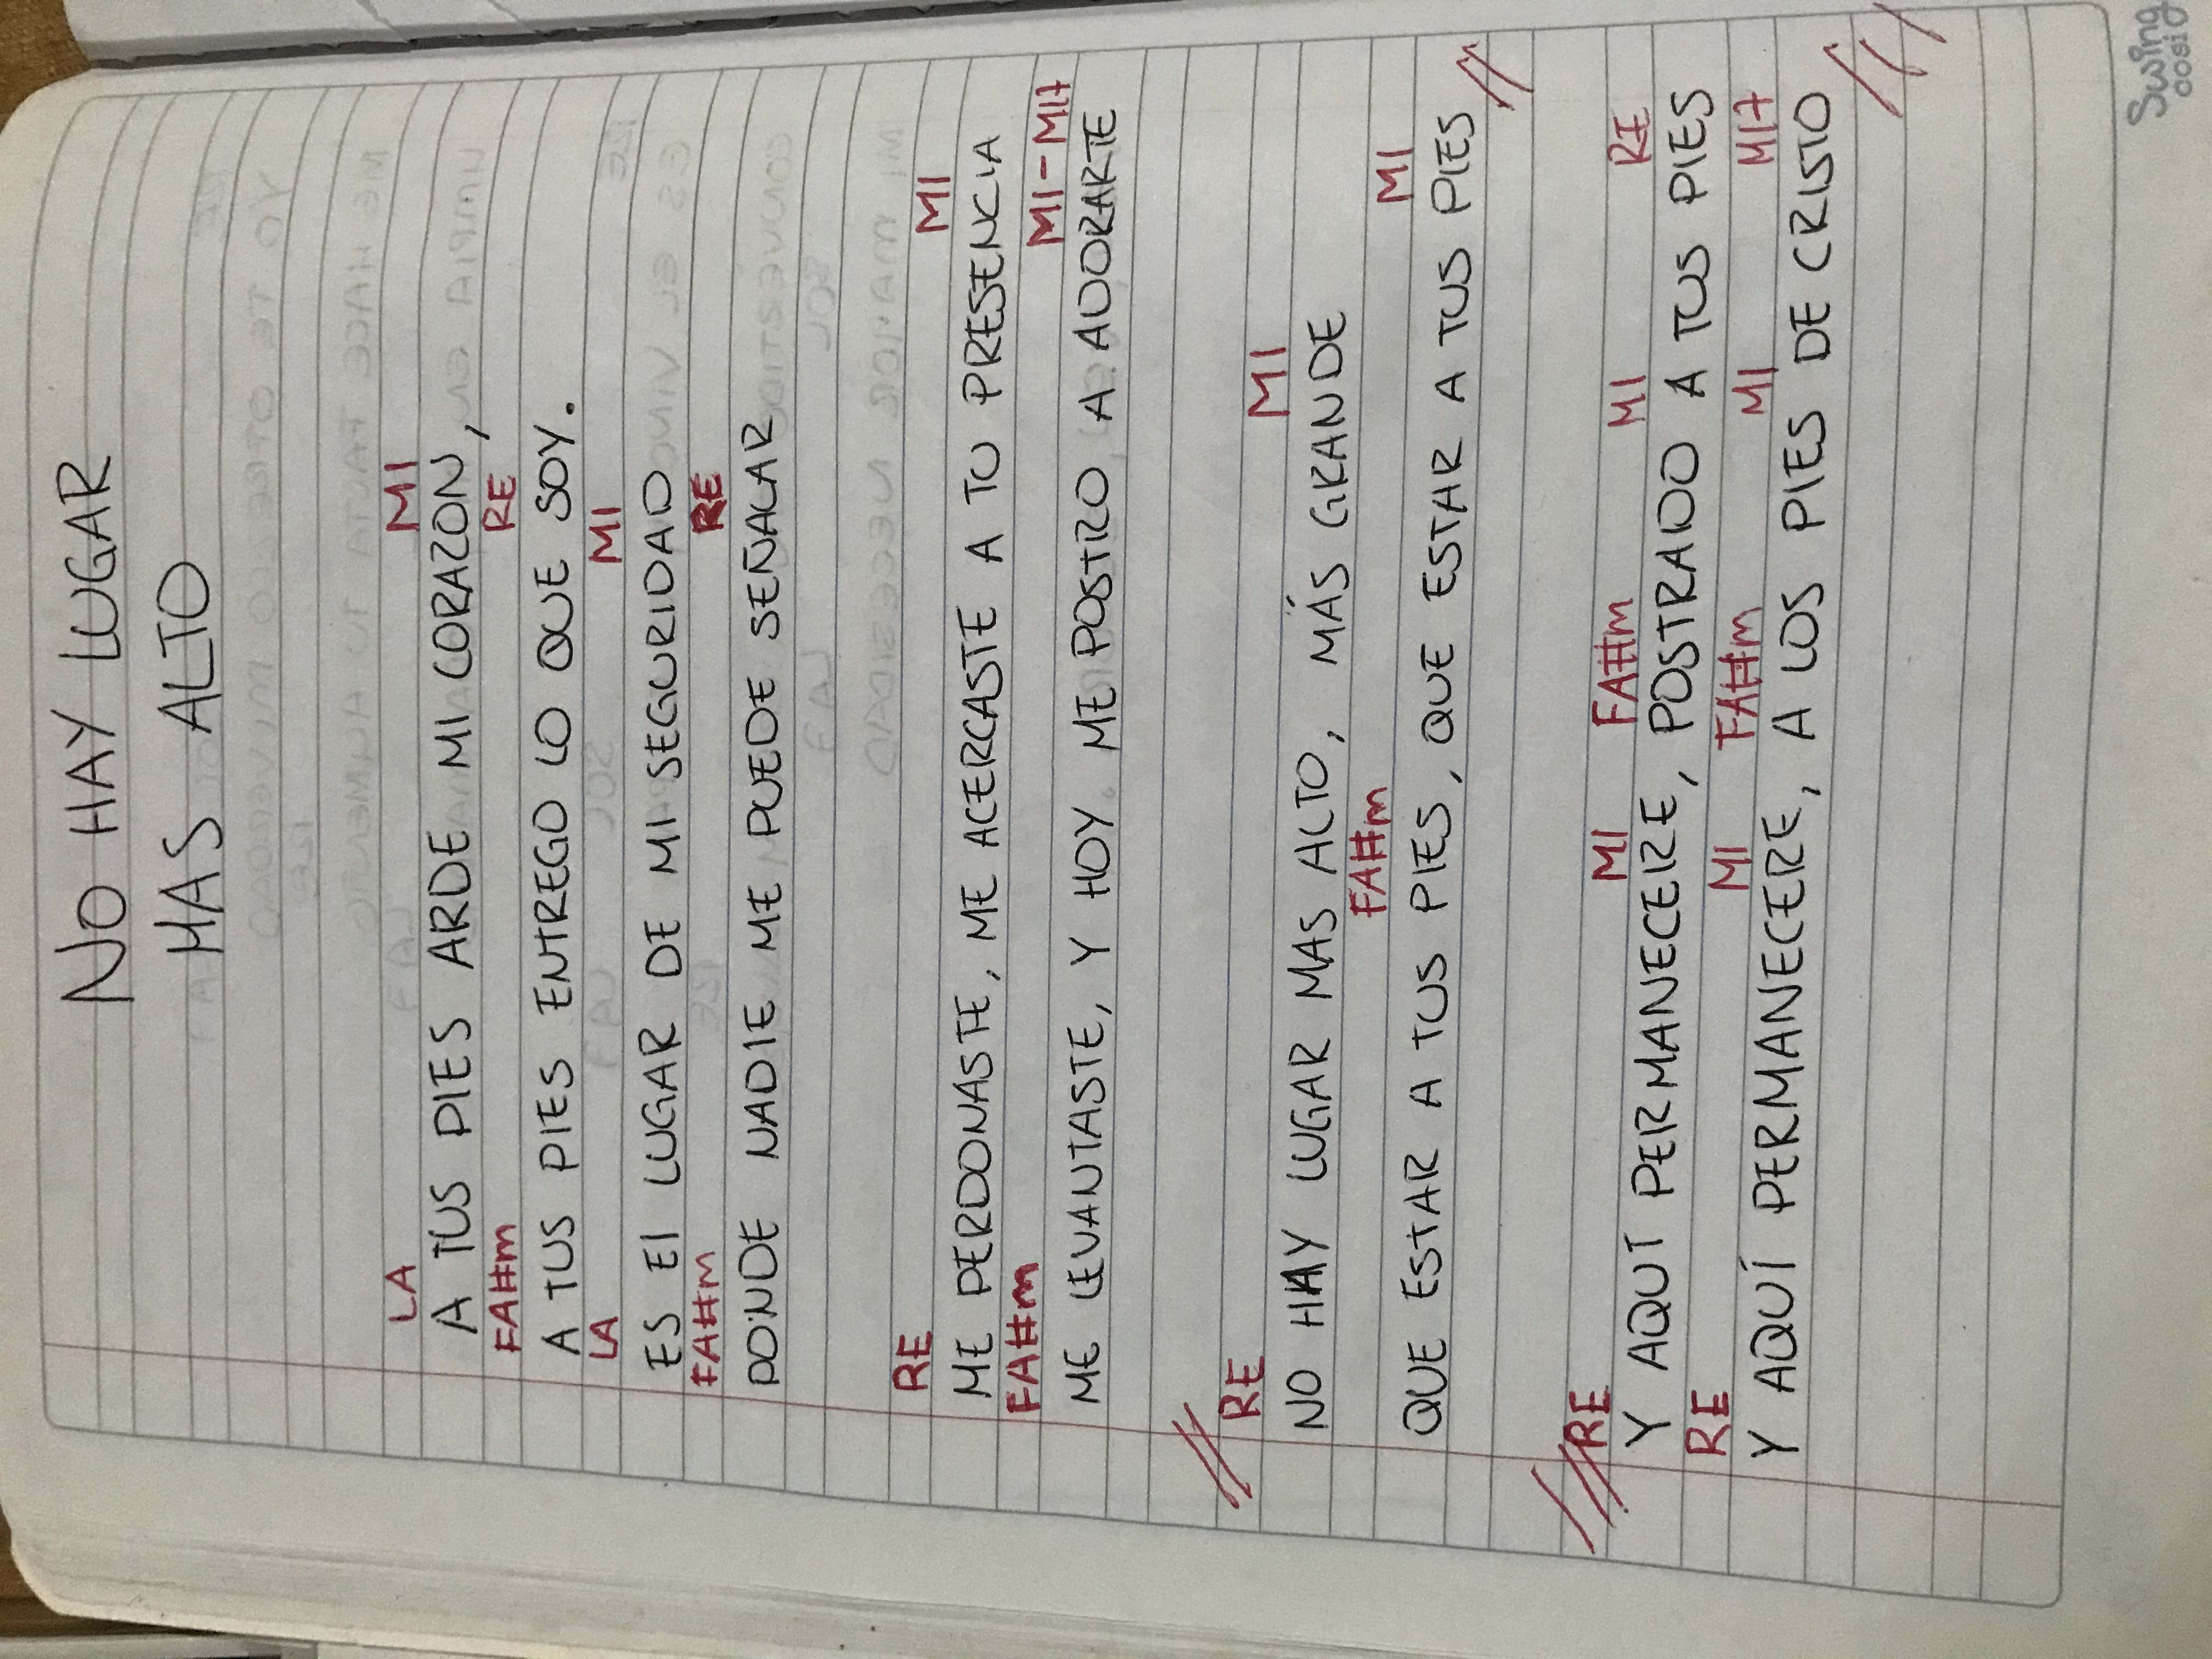 NO HAY LUGAR
MAS ALTO
LA MI
A TUS PIES ARDE MI CORAZON,
FA#m RE
A TUS PIES ENTREGO LO QUE SOY.
LA MI
ES El LUGAR DE MI SEGURIDAD
FA#m RE
DONDE NADIE ME PUEDE SEÑALAR
RE MI
ME PERDONASTE, ME ACERCASTE A TU PRESENCIA
FA#m MI-MI7
ME LEVANTASTE, Y HOY ME POSTRO A ADORARTE
// RE MI
NO HAY LUGAR MAS ALTO, MÁS GRANDE
FA#m MI
QUE ESTAR A TUS PIES, QUE ESTAR A TUS PIES //
/// RE MI FA#m MI RE
Y AQUÍ PERMANECERE, POSTRADO A TUS PIES
RE MI FA#m MI MI7
Y AQUÍ PERMANECERE, A LOS PIES DE CRISTO ///
Swing
cosi